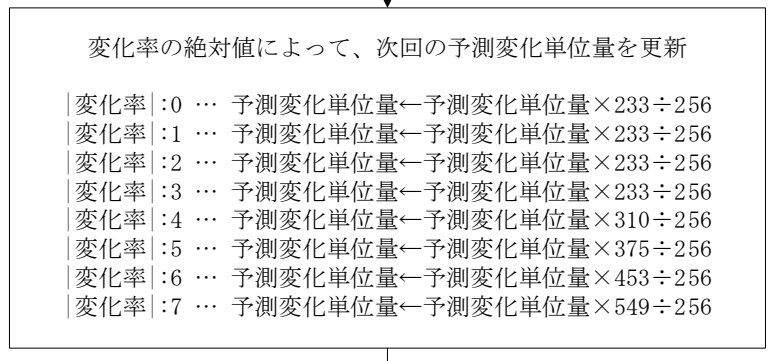 変化率の絶対値によって、次回の予測変化単位量を更新
|変化率|:0 … 予測変化単位量←予測変化単位量×233÷256
|変化率|:1 … 予測変化単位量←予測変化単位量×233÷256
|変化率|:2 … 予測変化単位量←予測変化単位量×233÷256
|変化率|:3 … 予測変化単位量←予測変化単位量×233÷256
|変化率|:4 … 予測変化単位量←予測変化単位量×310÷256
|変化率|:5 … 予測変化単位量←予測変化単位量×375÷256
|変化率|:6 … 予測変化単位量←予測変化単位量×453÷256
|変化率|:7 … 予測変化単位量←予測変化単位量×549÷256